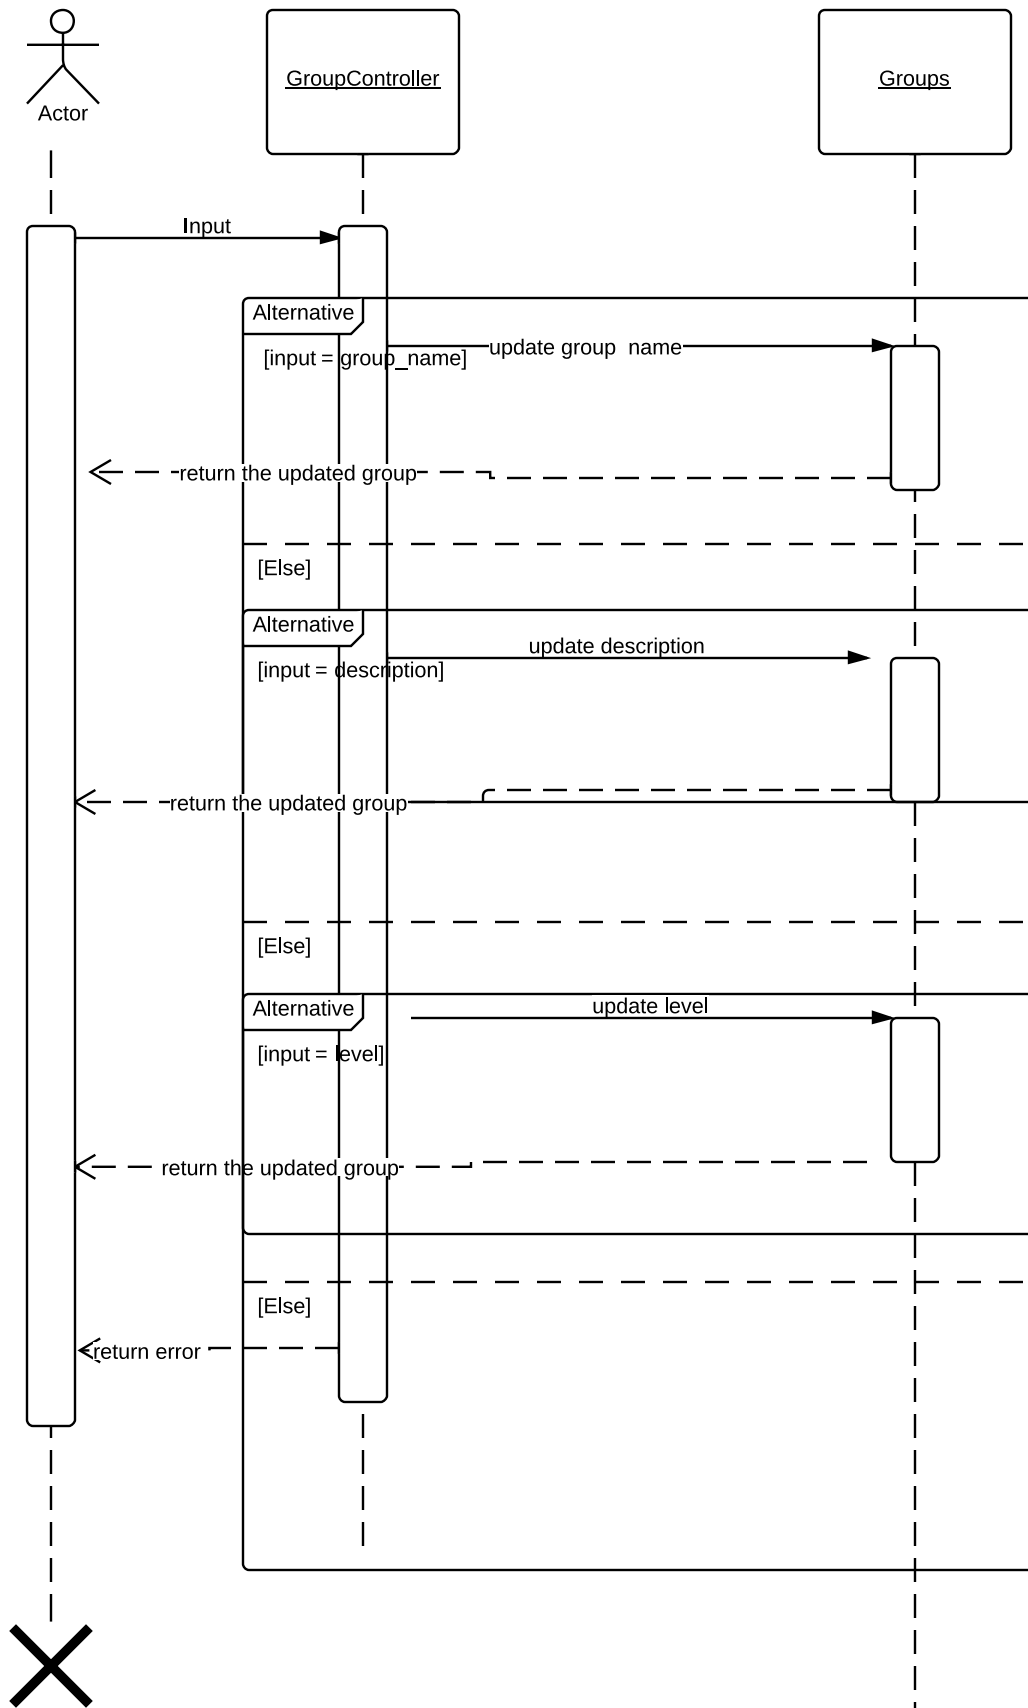 Actor
GroupController
Groups
Input
Alternative
[input = group_name]
update group name
return the updated group
[Else]
Alternative
update description
[input = description]
return the updated group
[Else]
Alternative
update level
[input = level]
return the updated group
[Else]
return error